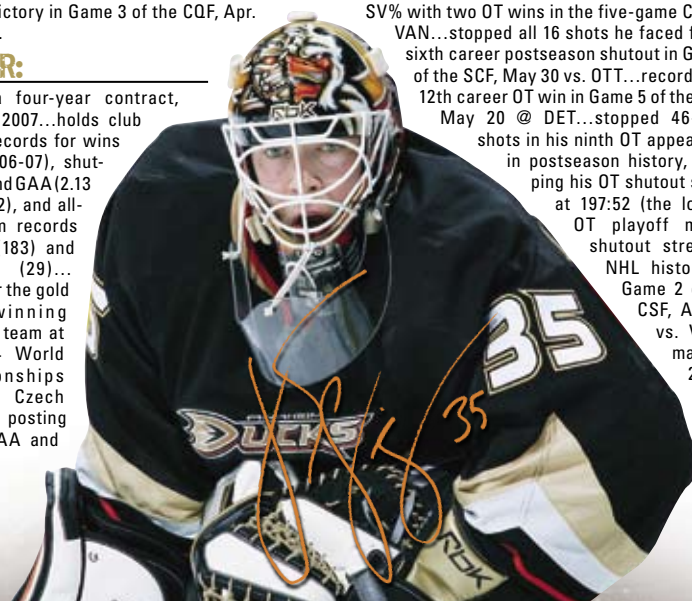 ictory in Game 3 of the CQF, Apr.
R:
four-year contract,
2007...holds club
ecords for wins
06-07), shut-
nd GAA (2.13
2), and all-
records
183) and
(29)...
the gold
winning
team at
World
onships
Czech
posting
AA and
SV% with two OT wins in the five-game C
VAN...stopped all 16 shots he faced f
sixth career postseason shutout in G
of the SCF, May 30 vs. OTT...record
12th career OT win in Game 5 of the
May 20 @ DET...stopped 46
shots in his ninth OT appea
in postseason history,
ping his OT shutout s
at 197:52 (the lo
OT playoff m
shutout stre
NHL histo
Game 2
CSF, A
vs. V
ma
2
RBK
35
ANAHEIM
DUCKS
35
RBK